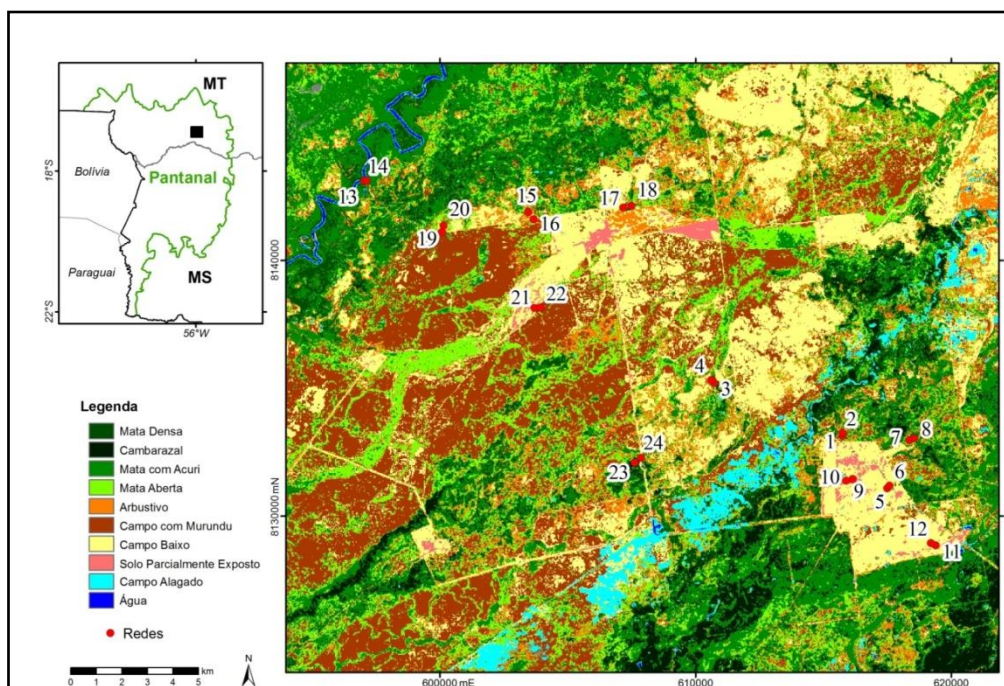 MT
18°S
Bolívia
Pantanal
Paraguai
MS
22°S
56°W
Legenda
Mata Densa
Cambarazal
Mata com Acuri
Mata Aberta
Arbustivo
Campo com Murundu
Campo Baixo
Solo Parcialmente Exposto
Campo Alagado
Água
Redes
0 1 2 3 4 5
km
N
14
13
15
16
17
18
20
19
21
22
4
3
2
1
7
8
24
23
10
9
6
5
12
11
8140000
8130000 mN
600000 mE
610000
620000